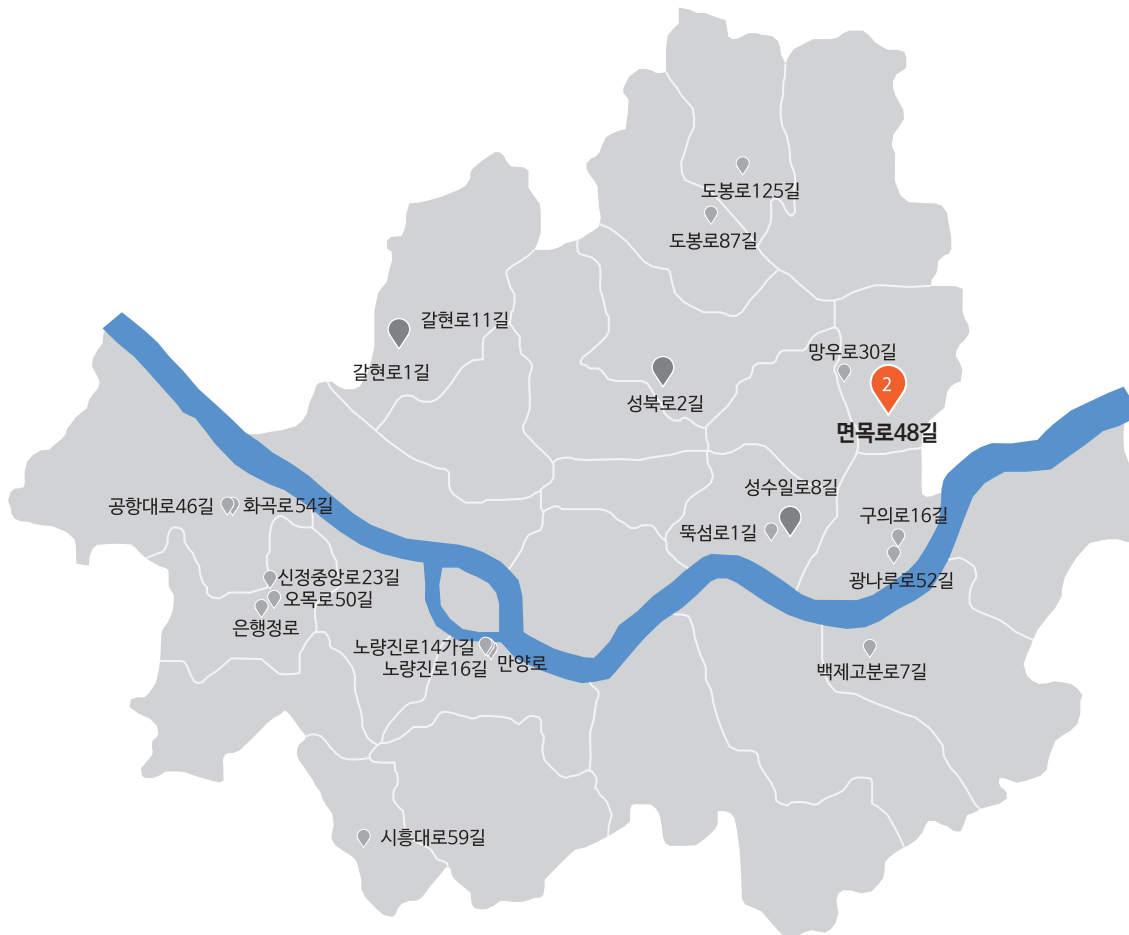 도봉로125길
도봉로87길
갈현로11길
갈현로1길
망우로30길
2
성북로2길
면목로48길
성수일로8길
공항대로46길
화곡로54길
뚝섬로1길
구의로16길
광나루로52길
신정중앙로23길
오목로50길
은행정로
노량진로14가길
노량진로16길
만양로
백제고분로7길
시흥대로59길